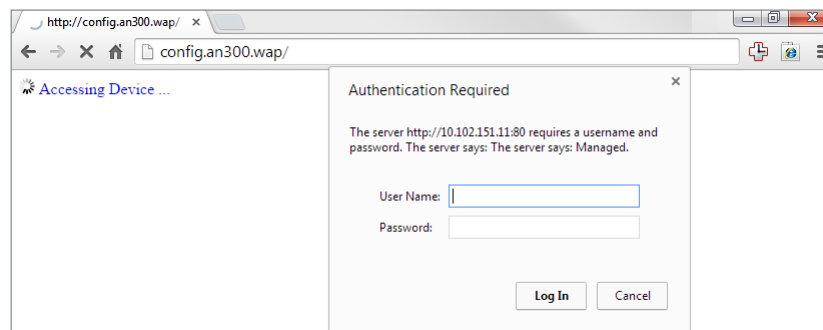 http://config.an300.wap/
config.an300.wap/
Accessing Device ...
Authentication Required
The server http://10.102.151.11:80 requires a username and
password. The server says: The server says: Managed.
User Name:
Password:
Log In
Cancel